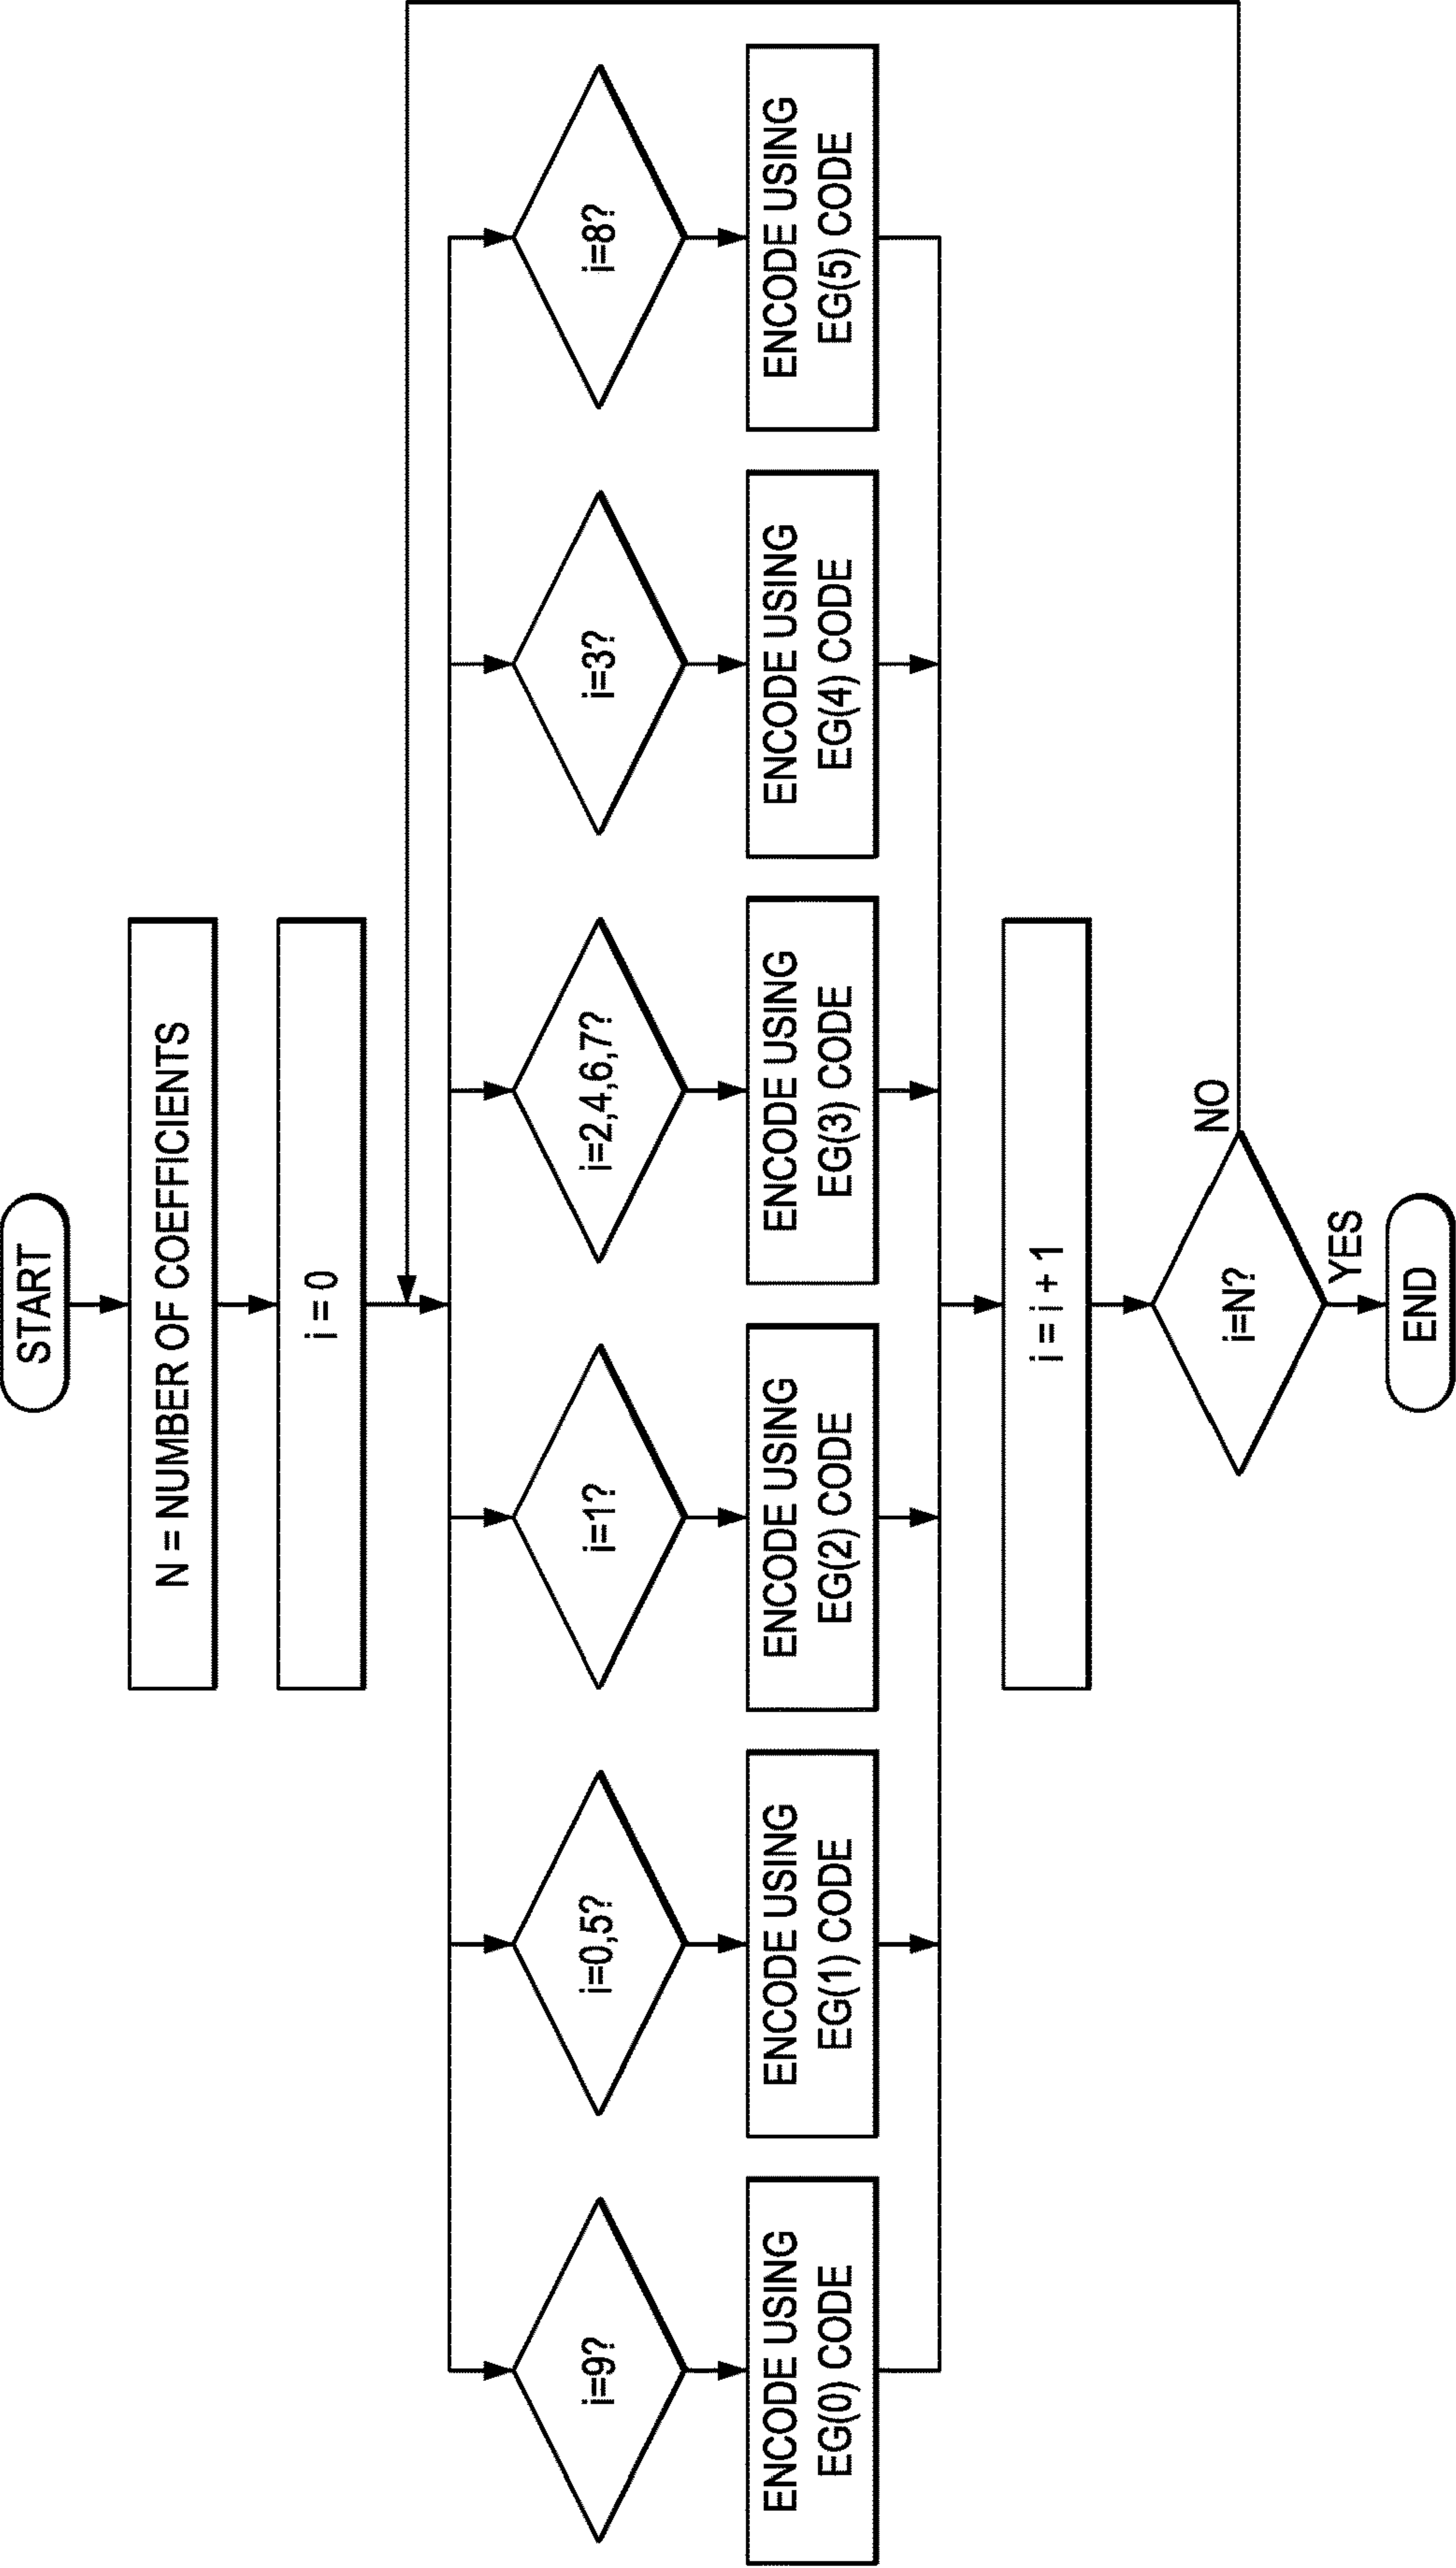 START
N = NUMBER OF COEFFICIENTS
i = 0
i=9?
i=0,5?
i=1?
i=2,4,6,7?
i=3?
i=8?
ENCODE USING
EG(0) CODE
ENCODE USING
EG(1) CODE
ENCODE USING
EG(2) CODE
ENCODE USING
EG(3) CODE
ENCODE USING
EG(4) CODE
ENCODE USING
EG(5) CODE
i = i + 1
i=N?
NO
YES
END